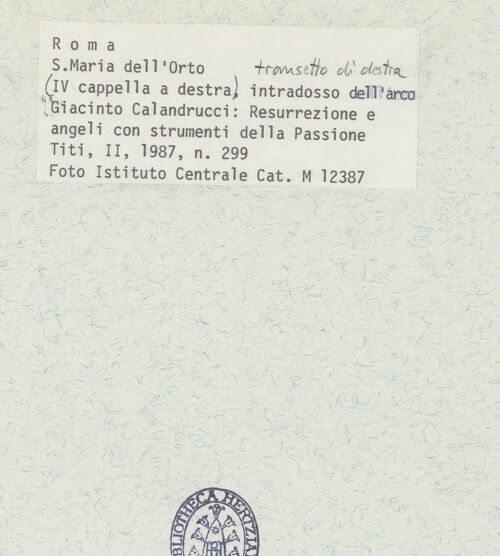 Roma
S.Maria dell'Orto transetto di destra
(IV cappella a destra), intradosso dell'arco
Giacinto Calandrucci: Resurrezione e
angeli con strumenti della Passione
Titi, II, 1987, n. 299
Foto Istituto Centrale Cat. M 12387
BIBLIOTHECA HERTZIANA